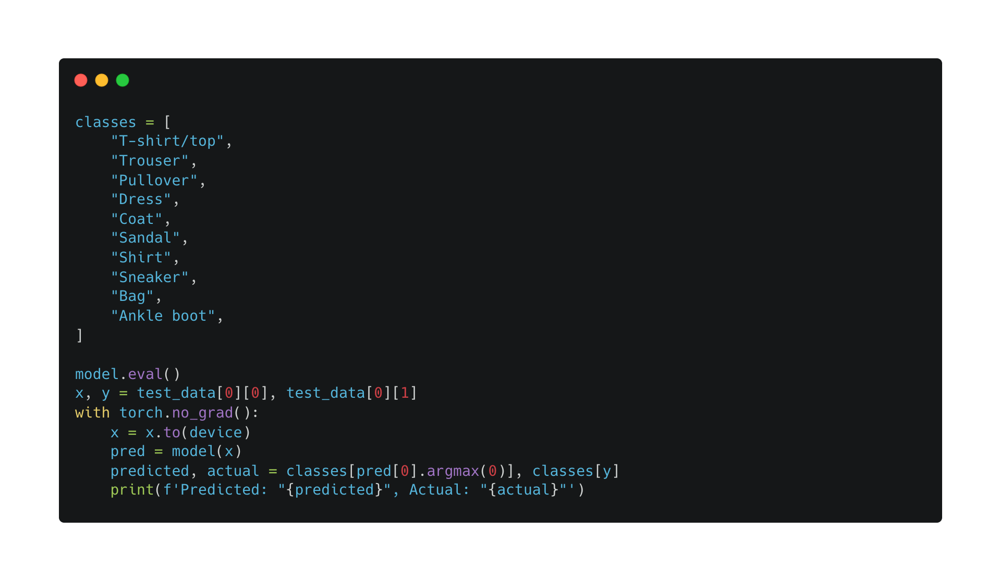 classes = [
    "T-shirt/top",
    "Trouser",
    "Pullover",
    "Dress",
    "Coat",
    "Sandal",
    "Shirt",
    "Sneaker",
    "Bag",
    "Ankle boot",
]

model.eval()
x, y = test_data[0][0], test_data[0][1]
with torch.no_grad():
    x = x.to(device)
    pred = model(x)
    predicted, actual = classes[pred[0].argmax(0)], classes[y]
    print(f'Predicted: "{predicted}", Actual: "{actual}"')